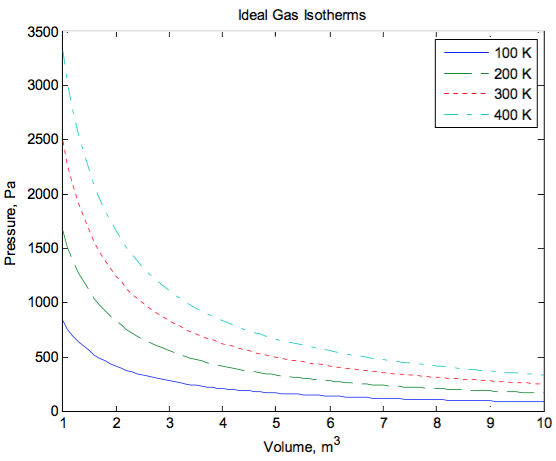 Ideal Gas Isotherms
3500
3000
2500
2000
1500
1000
500
0
Pressure, Pa
100 K
200 K
300 K
400 K
1 2 3 4 5 6 7 8 9 10
Volume, m³